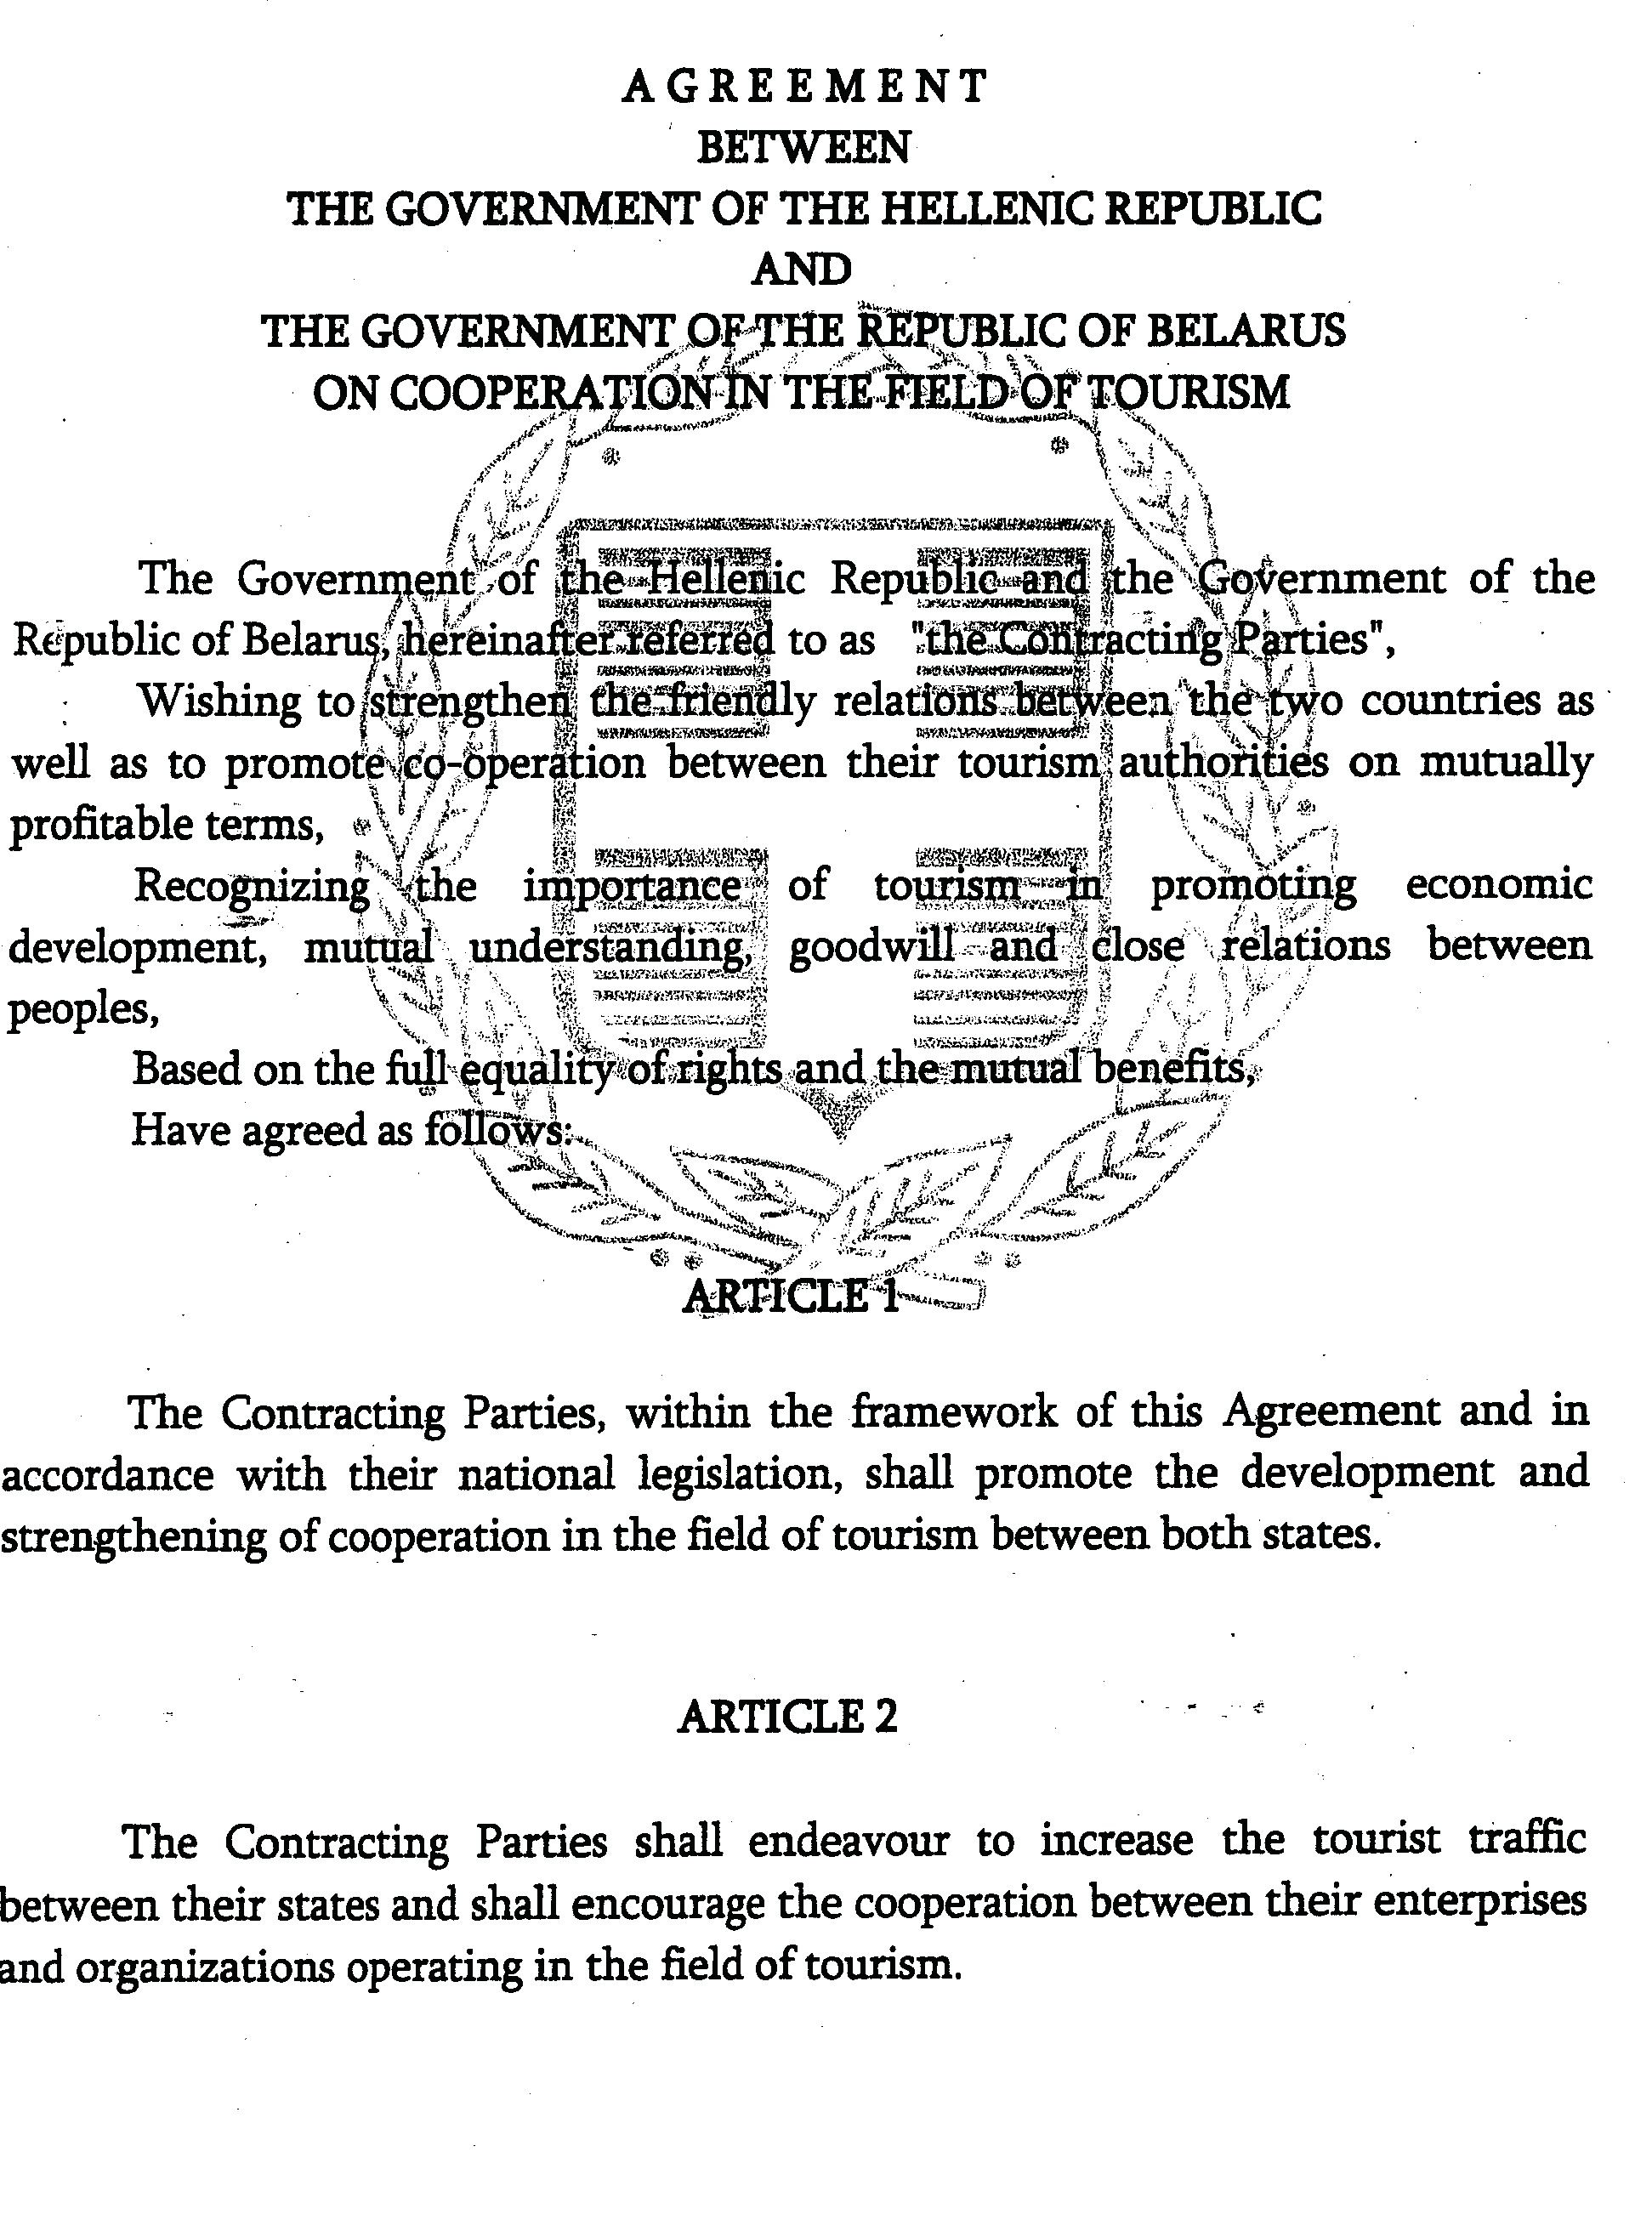 AGREEMENT
BETWEEN
THE GOVERNMENT OF THE HELLENIC REPUBLIC
AND
THE GOVERNMENT OF THE REPUBLIC OF BELARUS
ON COOPERATION IN THE FIELD OF TOURISM
The Government of the Hellenic Republic and the Government of the
Republic of Belarus, hereinafter referred to as "the Contracting Parties",
Wishing to strengthen the friendly relations between the two countries as
well as to promote co-operation between their tourism authorities on mutually
profitable terms,
Recognizing the importance of tourism in promoting economic
development, mutual understanding, goodwill and close relations between
peoples,
Based on the full equality of rights and the mutual benefits,
Have agreed as follows:
ARTICLE 1
The Contracting Parties, within the framework of this Agreement and in
accordance with their national legislation, shall promote the development and
strengthening of cooperation in the field of tourism between both states.
ARTICLE 2
The Contracting Parties shall endeavour to increase the tourist traffic
between their states and shall encourage the cooperation between their enterprises
and organizations operating in the field of tourism.